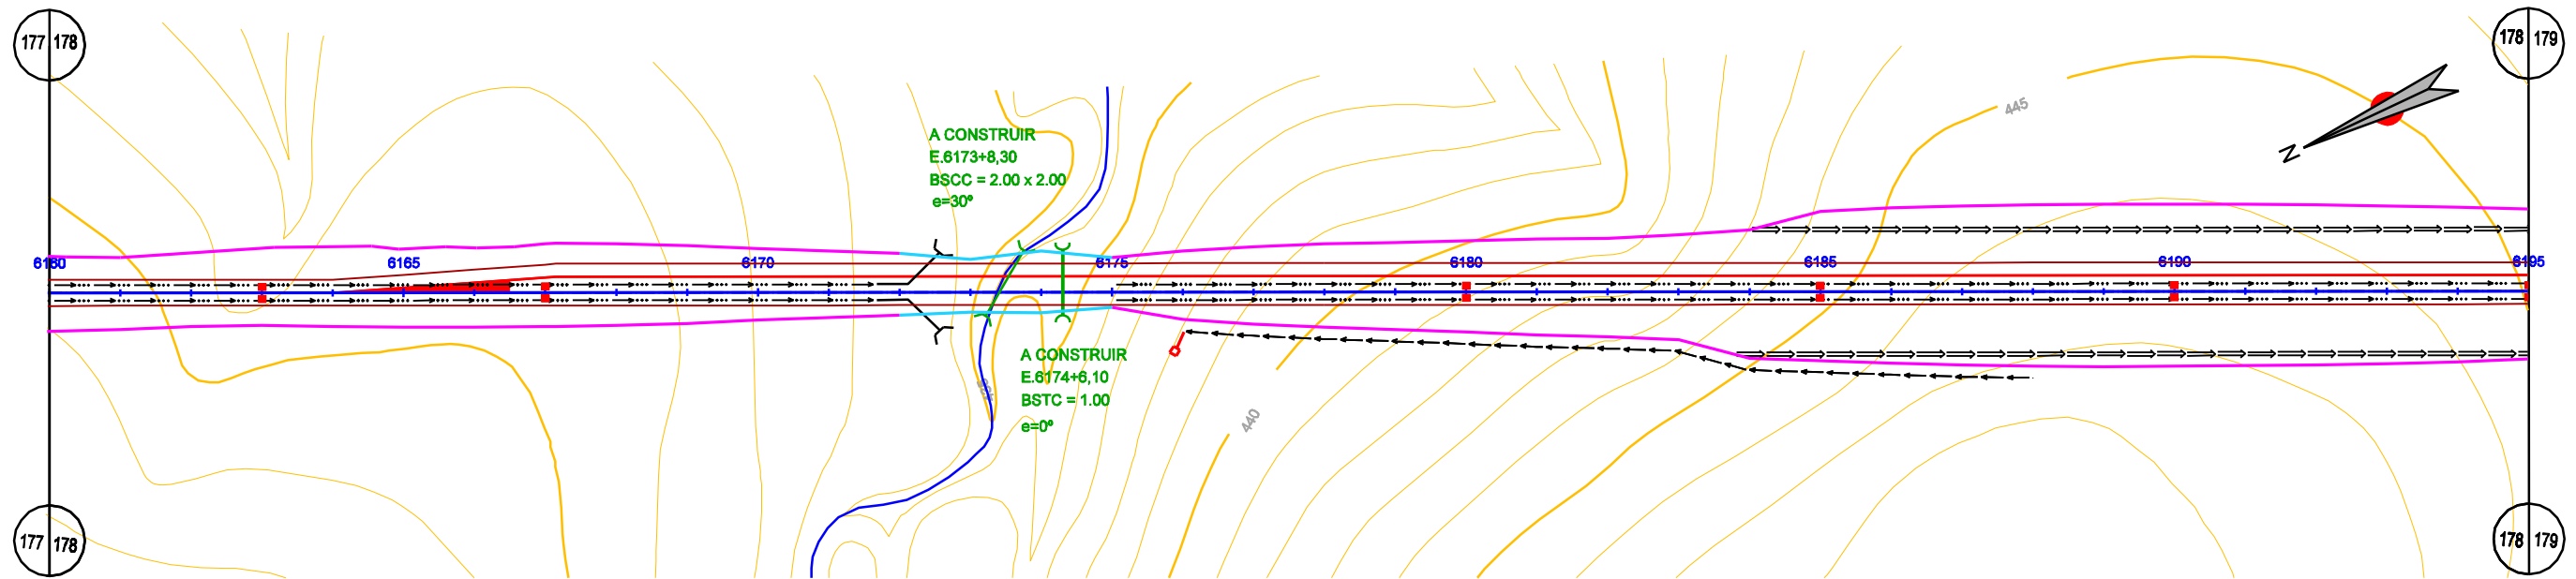 177 178
178 179
445
N
A CONSTRUIR
E.6173+8,30
BSCC = 2.00 x 2.00
e=30º
6160 6165 6170 6175 6180 6185 6190 6195
A CONSTRUIR
E.6174+6,10
BSTC = 1.00
e=0º
440
177 178
178 179